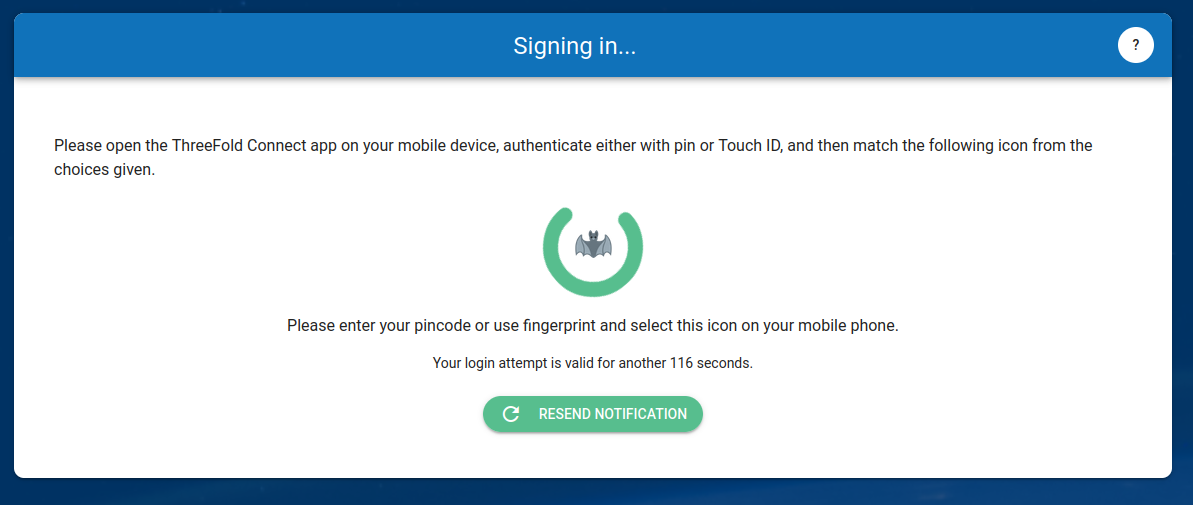 Signing in...
?
Please open the ThreeFold Connect app on your mobile device, authenticate either with pin or Touch ID, and then match the following icon from the
choices given.
Please enter your pincode or use fingerprint and select this icon on your mobile phone.
Your login attempt is valid for another 116 seconds.
RESEND NOTIFICATION